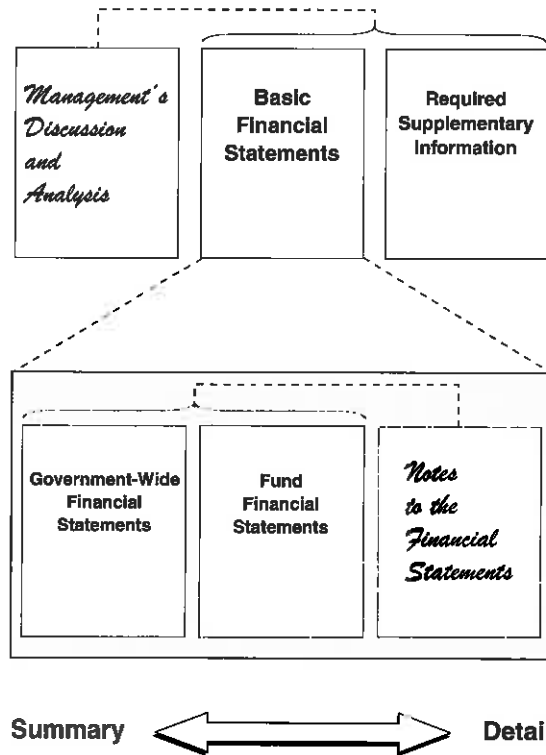 Management's
Discussion
and
Analysis
Basic
Financial
Statements
Required
Supplementary
Information
Government-Wide
Financial
Statements
Fund
Financial
Statements
Notes
to the
Financial
Statements
Summary
Detai